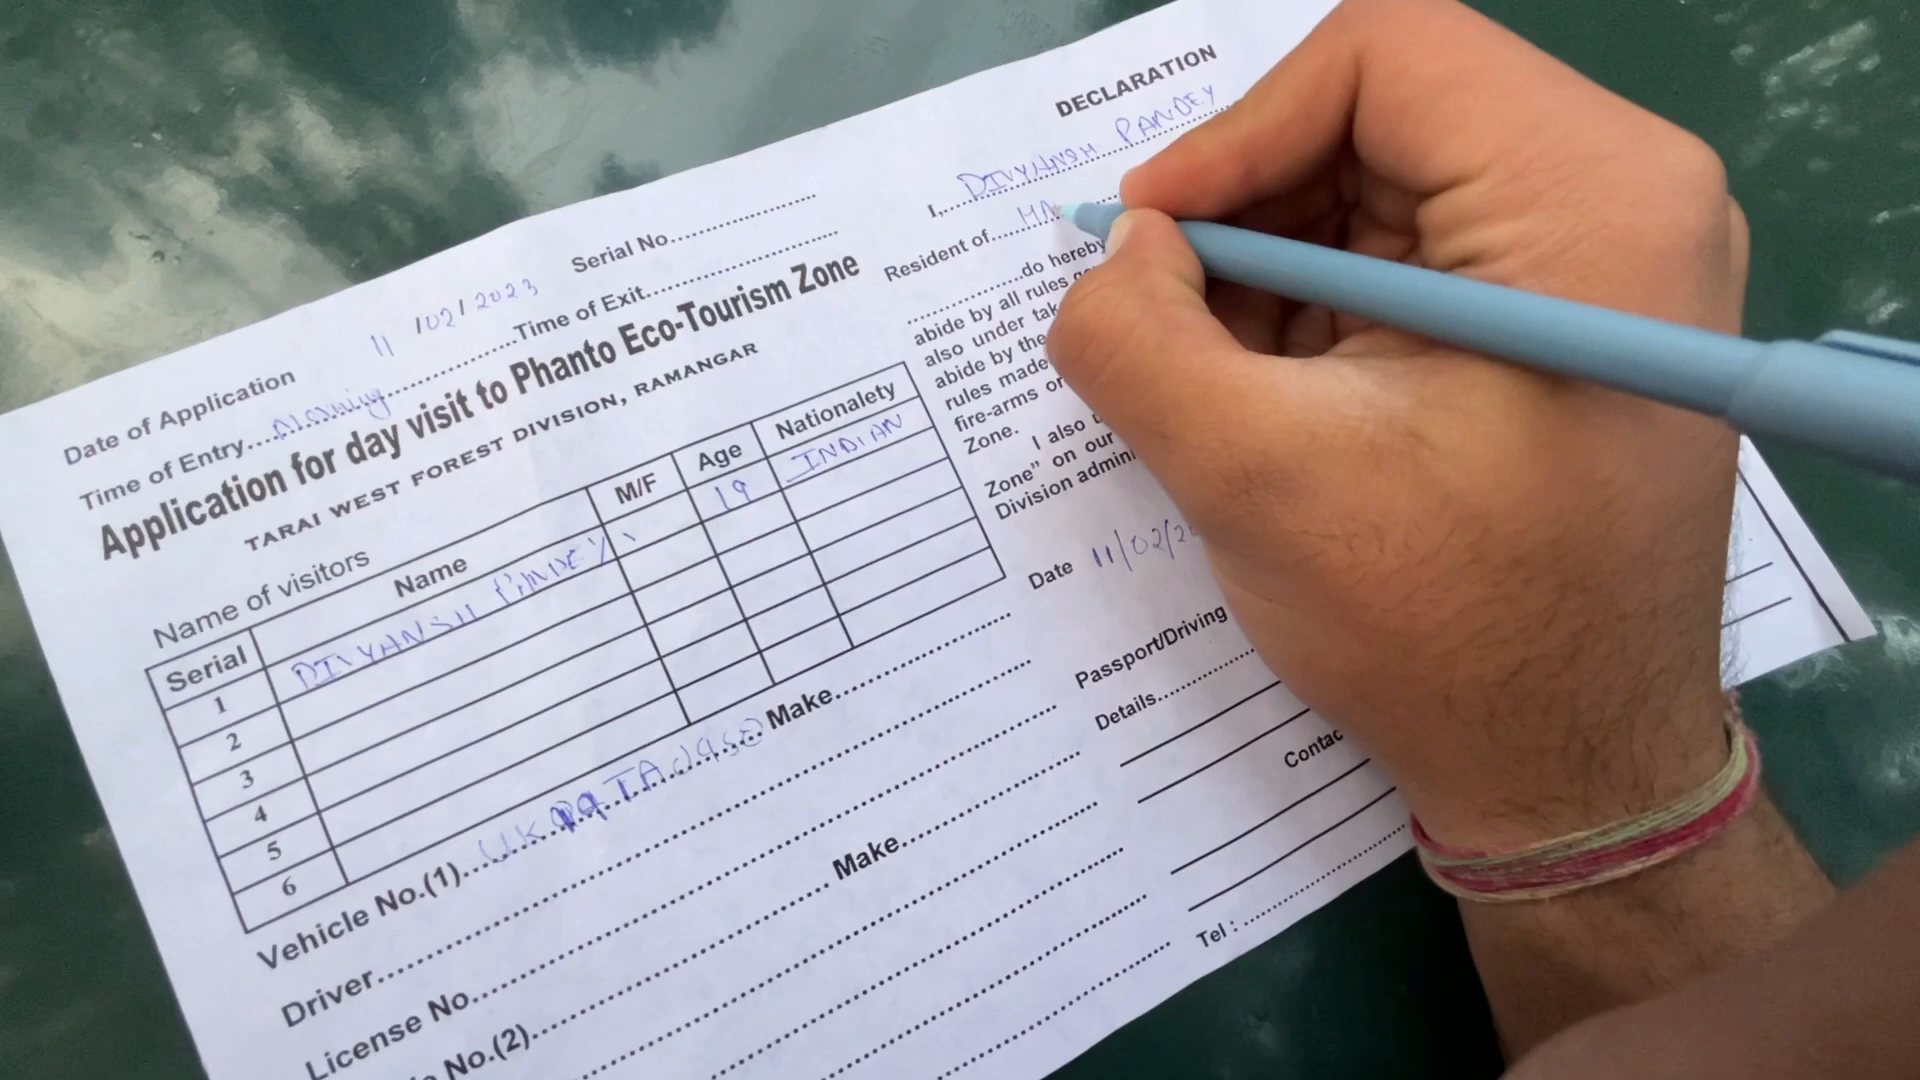 Serial No..........................
Date of Application 11/02/2023
Time of Entry....Morning....................Time of Exit..........................
Application for day visit to Phanto Eco-Tourism Zone
TARAI WEST FOREST DIVISION, RAMANGAR
Name of visitors
Serial Name M/F Age Nationalety
1 DIVYANSH PANDEY 19 INDIAN
2
3
4
5
6
Vehicle No.(1)....UK Make..........................
Driver..........................
License No..........................
No.(2).......................... Make..........................
DECLARATION
I,....DIVYANSH PANDEY....
Resident of..........HA
....................do hereby
abide by all rules
also under
abide by the
rules made
fire-arms or
Zone.
I also
Zone” on our
Division
Date 11/02/20
Passport/Driving
Details..................
Tel : ..........................